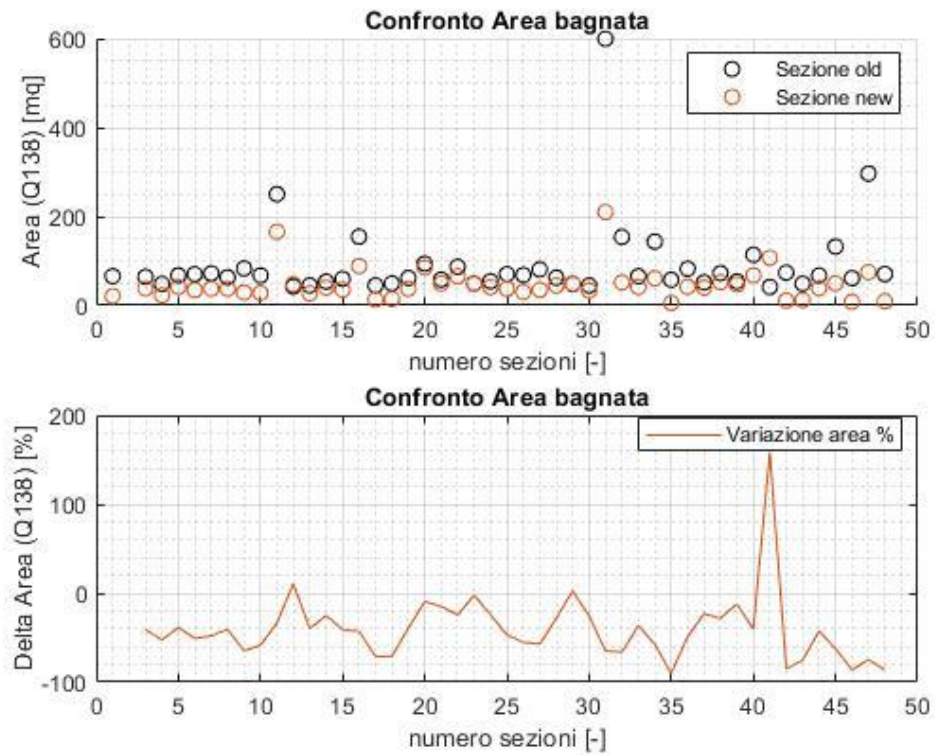 Confronto Area bagnata
600
400
200
0
Area (Q138) [mq]
Sezione old
Sezione new
0 5 10 15 20 25 30 35 40 45 50
numero sezioni [-]
Confronto Area bagnata
200
100
0
-100
Delta Area (Q138) [%]
Variazione area %
0 5 10 15 20 25 30 35 40 45 50
numero sezioni [-]